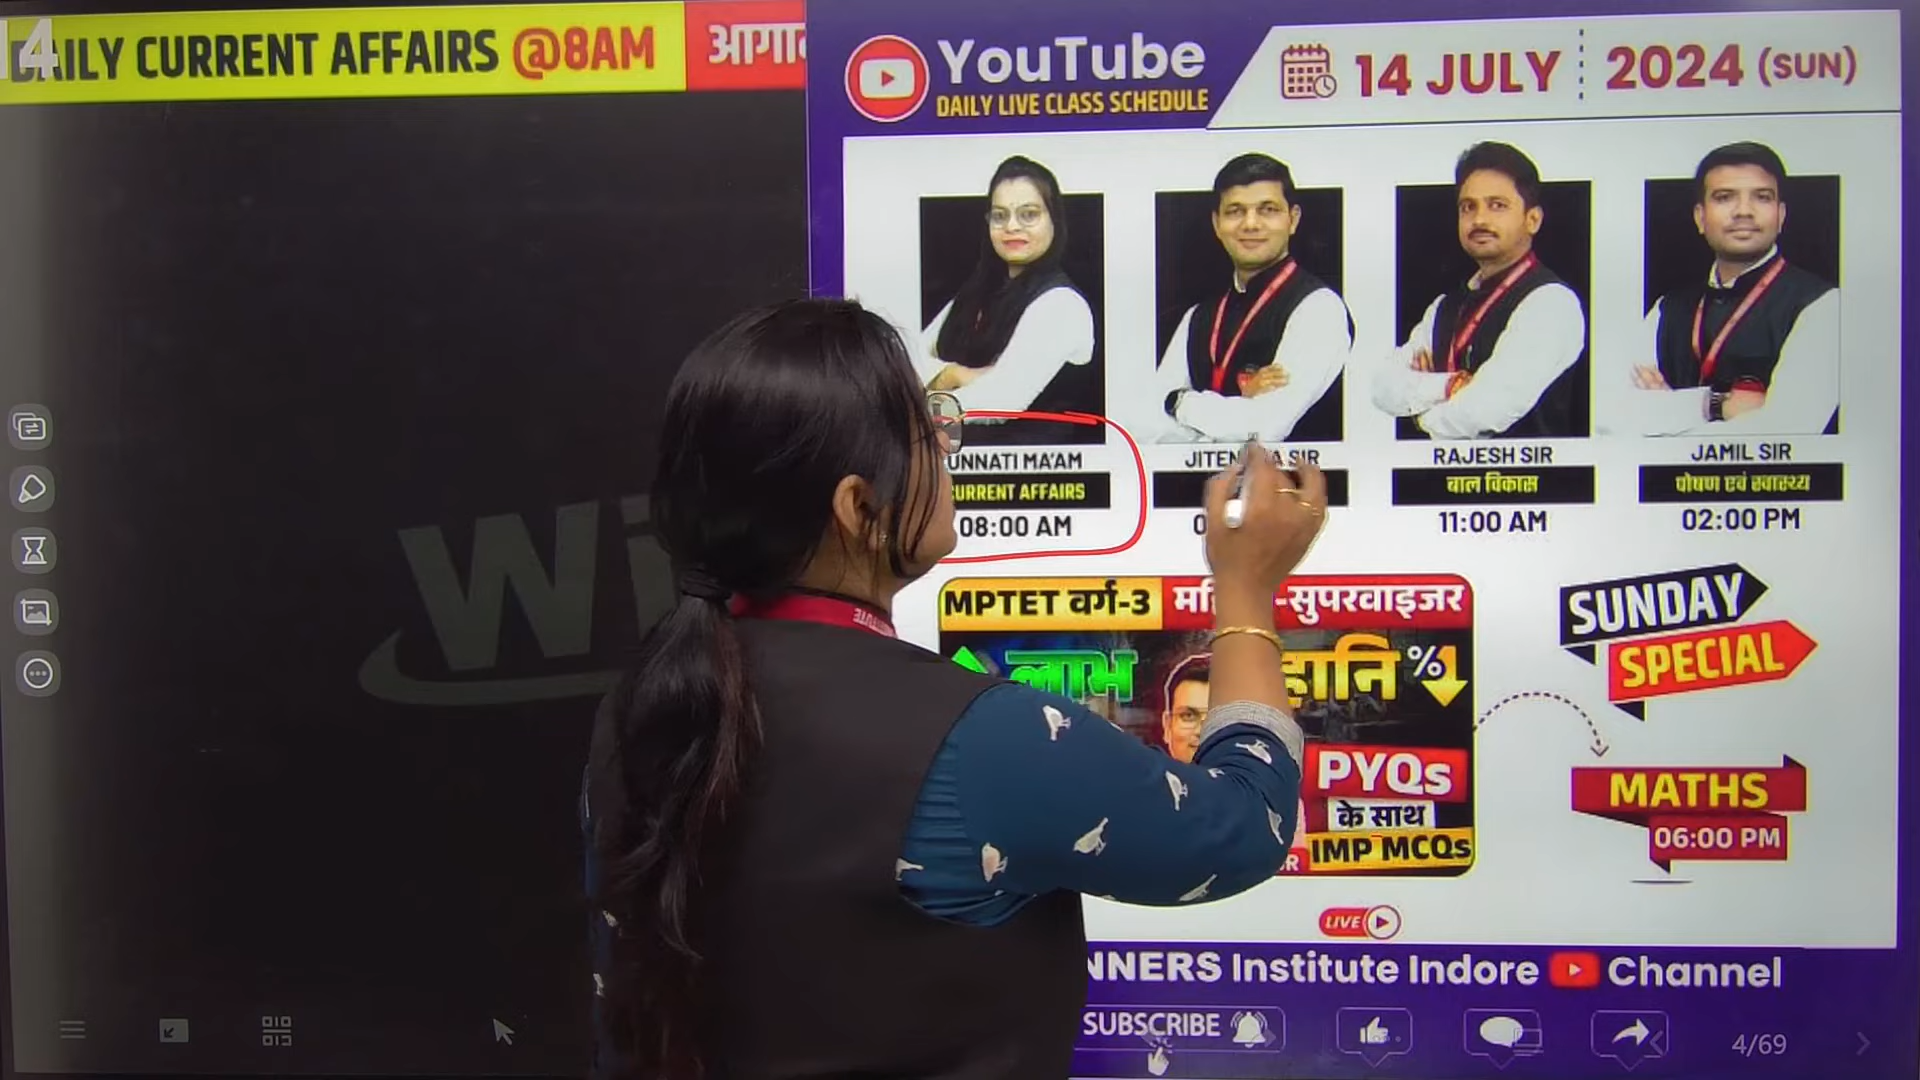 DAILY CURRENT AFFAIRS @8AM
14
YouTube
DAILY LIVE CLASS SCHEDULE
14 JULY 2024 (SUN)
UNNATI MA'AM
CURRENT AFFAIRS
08:00 AM
SIR
RAJESH SIR
बाल विकास
11:00 AM
JAMIL SIR
पोषण एवं स्वास्थ्य
02:00 PM
MPTET वर्ग-3
-सुपरवाइजर
लाभ
हानि %
PYQs
के साथ
IMP MCQs
SUNDAY
SPECIAL
MATHS
06:00 PM
LIVE
Institute Indore Channel
SUBSCRIBE
4/69